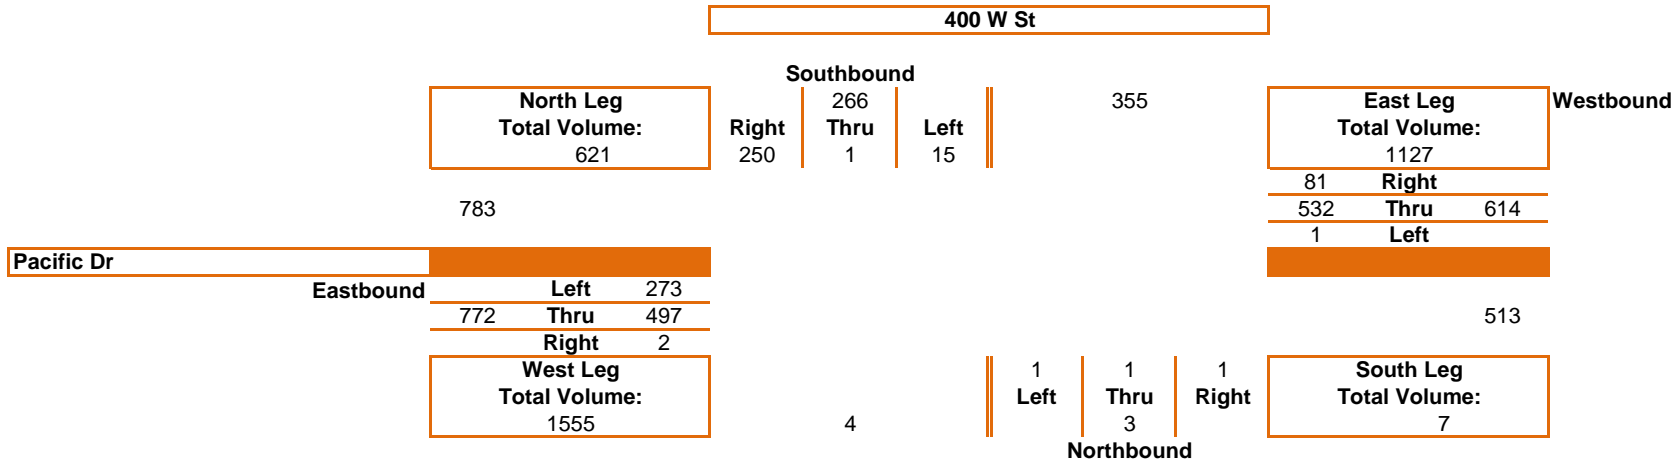 400 W St
Southbound
North Leg 266 355 East Leg Westbound
Total Volume: Right Thru Left Total Volume:
621 250 1 15 1127
81 Right
783 532 Thru 614
1 Left
Pacific Dr
Eastbound Left 273
772 Thru 497 513
Right 2
West Leg 1 1 1 South Leg
Total Volume: Left Thru Right Total Volume:
1555 4 3 7
Northbound